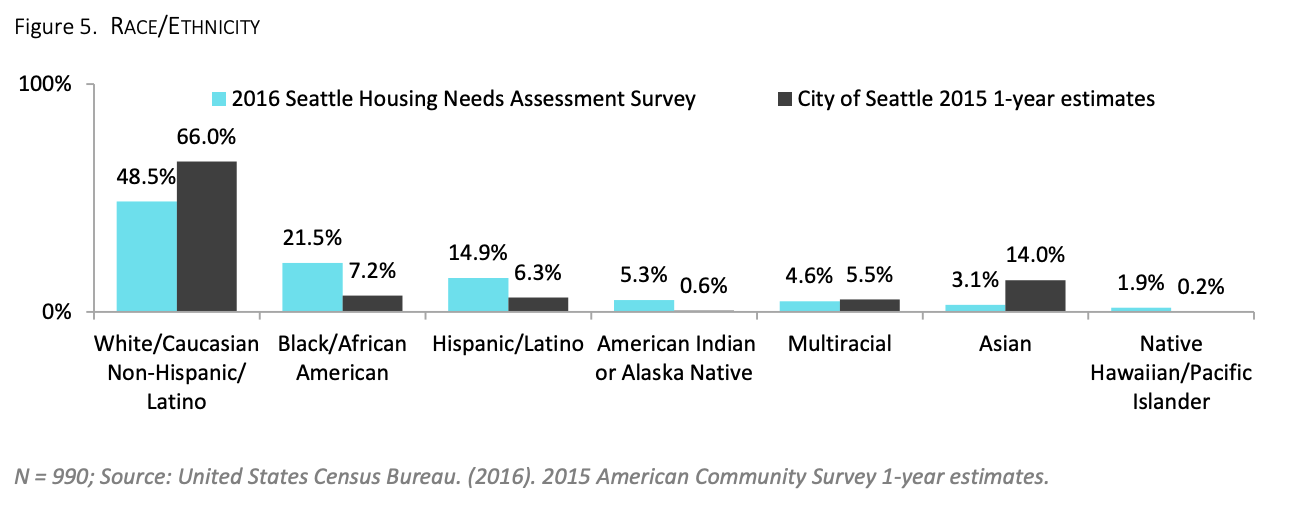 Figure 5. RACE/ETHNICITY
100%
2016 Seattle Housing Needs Assessment Survey
City of Seattle 2015 1-year estimates
66.0%
48.5%
21.5%
7.2%
14.9%
6.3%
5.3%
0.6%
4.6%
5.5%
3.1%
14.0%
1.9%
0.2%
0%
White/Caucasian
Non-Hispanic/
Latino
Black/African
American
Hispanic/Latino
American Indian
or Alaska Native
Multiracial
Asian
Native
Hawaiian/Pacific
Islander
N = 990; Source: United States Census Bureau. (2016). 2015 American Community Survey 1-year estimates.